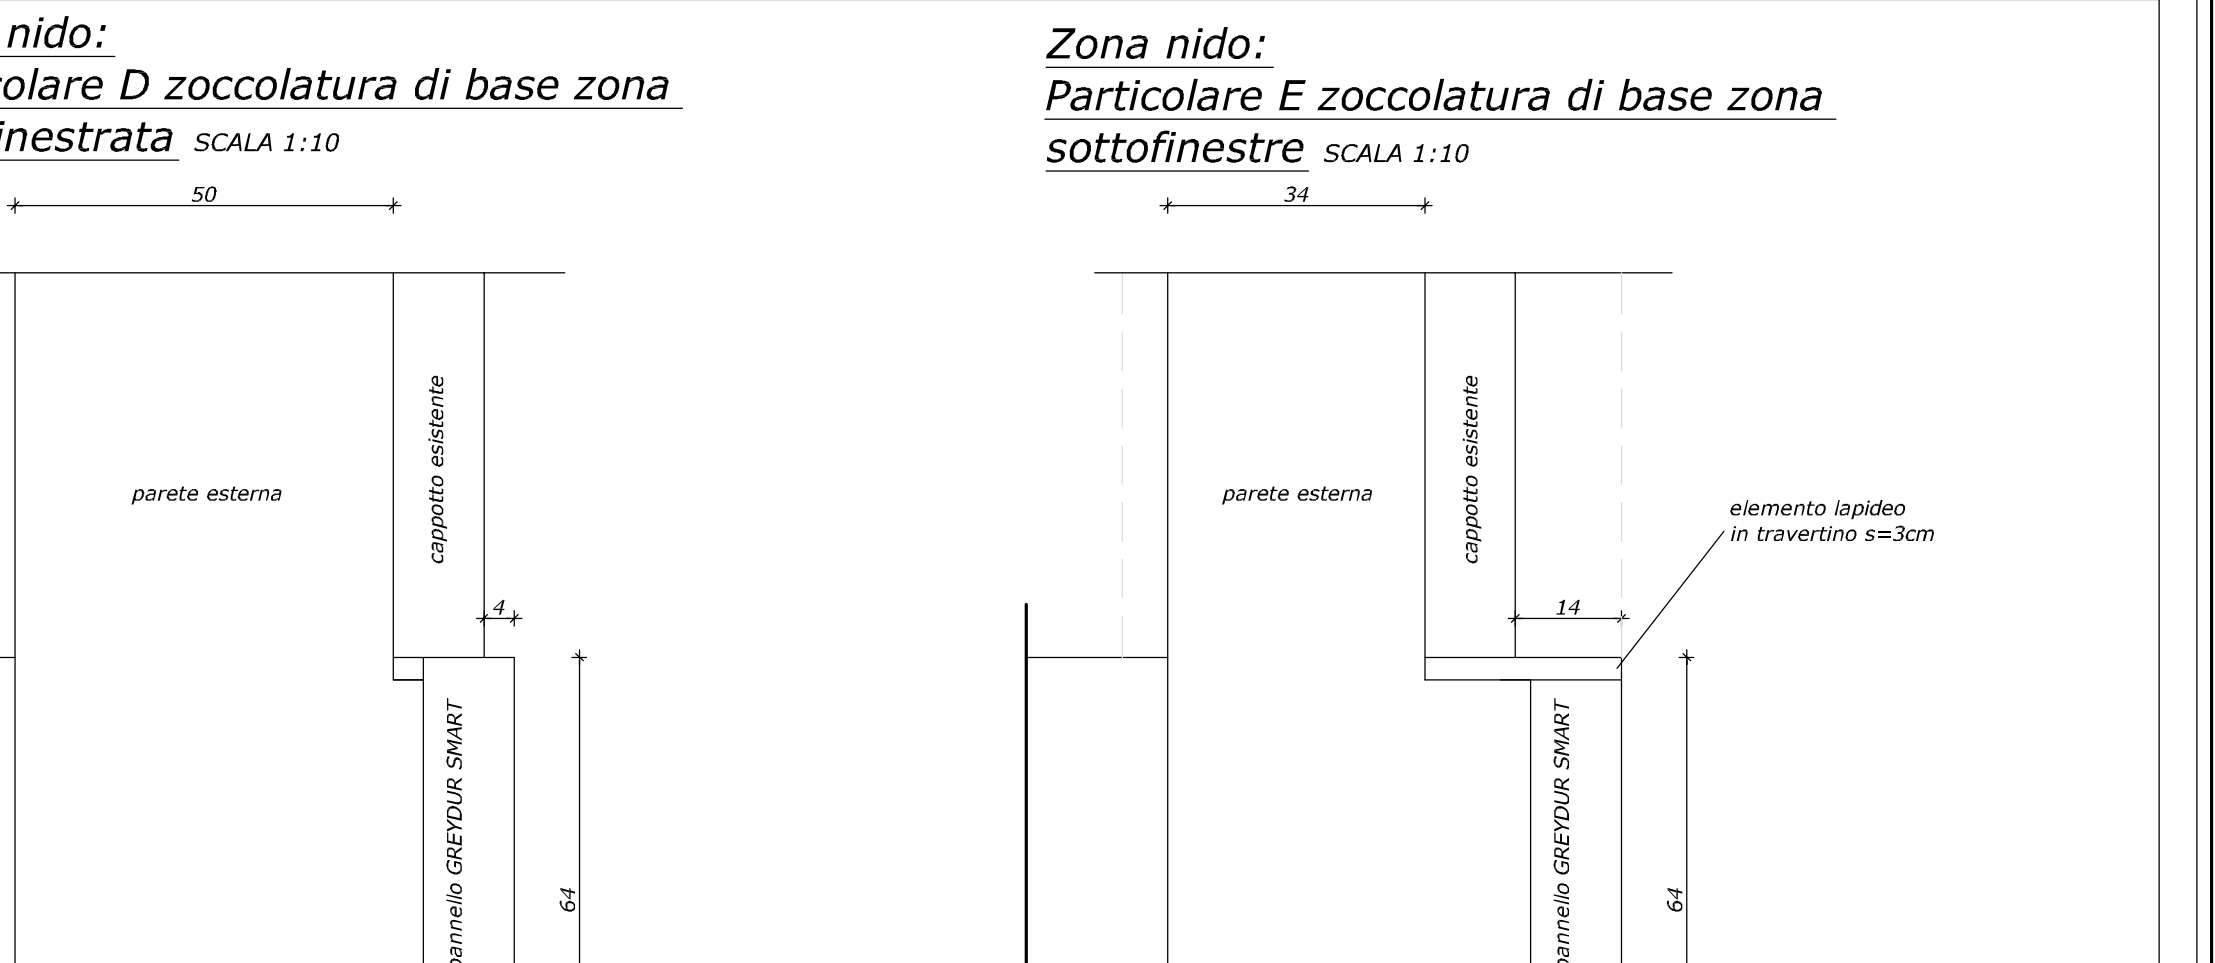 nido:
colare D zoccolatura di base zona
finestrata SCALA 1:10
50
parete esterna
cappotto esistente
4
pannello GREYDUR SMART
64
Zona nido:
Particolare E zoccolatura di base zona
sottofinestre SCALA 1:10
34
parete esterna
cappotto esistente
elemento lapideo
in travertino s=3cm
14
pannello GREYDUR SMART
64